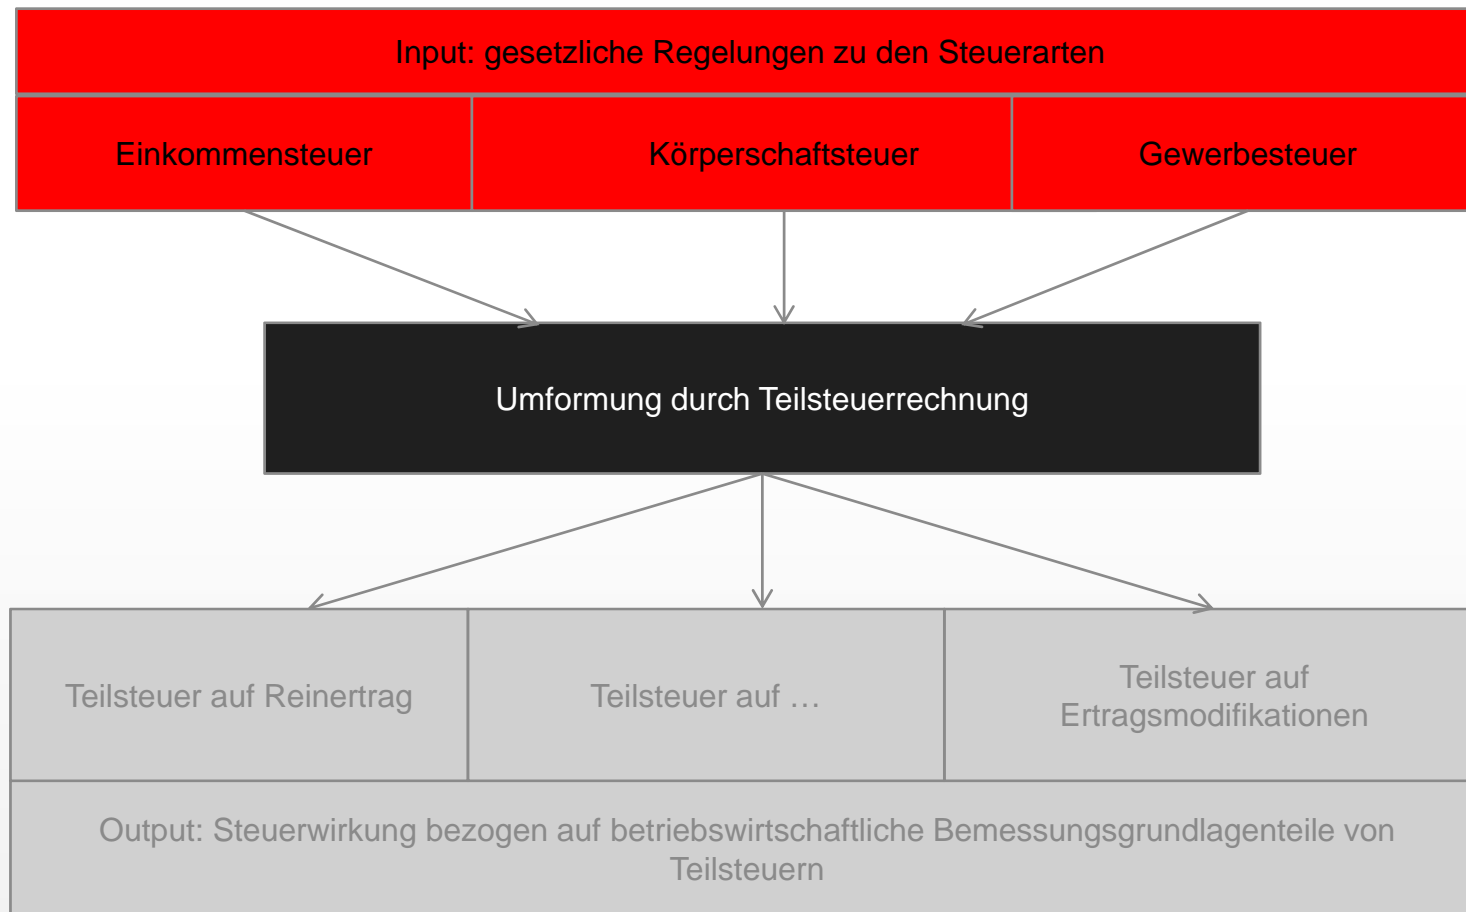 Input: gesetzliche Regelungen zu den Steuerarten
Einkommensteuer
Körperschaftsteuer
Gewerbesteuer
Umformung durch Teilsteuerrechnung
Teilsteuer auf Reinertrag
Teilsteuer auf …
Teilsteuer auf
Ertragsmodifikationen
Output: Steuerwirkung bezogen auf betriebswirtschaftliche Bemessungsgrundlagenteile von
Teilsteuern